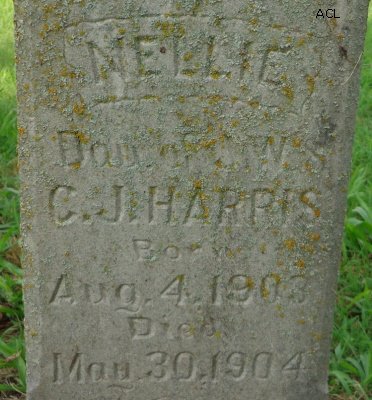 ACL
NELLIE
Dau. of J.W. &
C.J. HARRIS
Born
Aug. 4. 1903
Died
May. 30. 1904